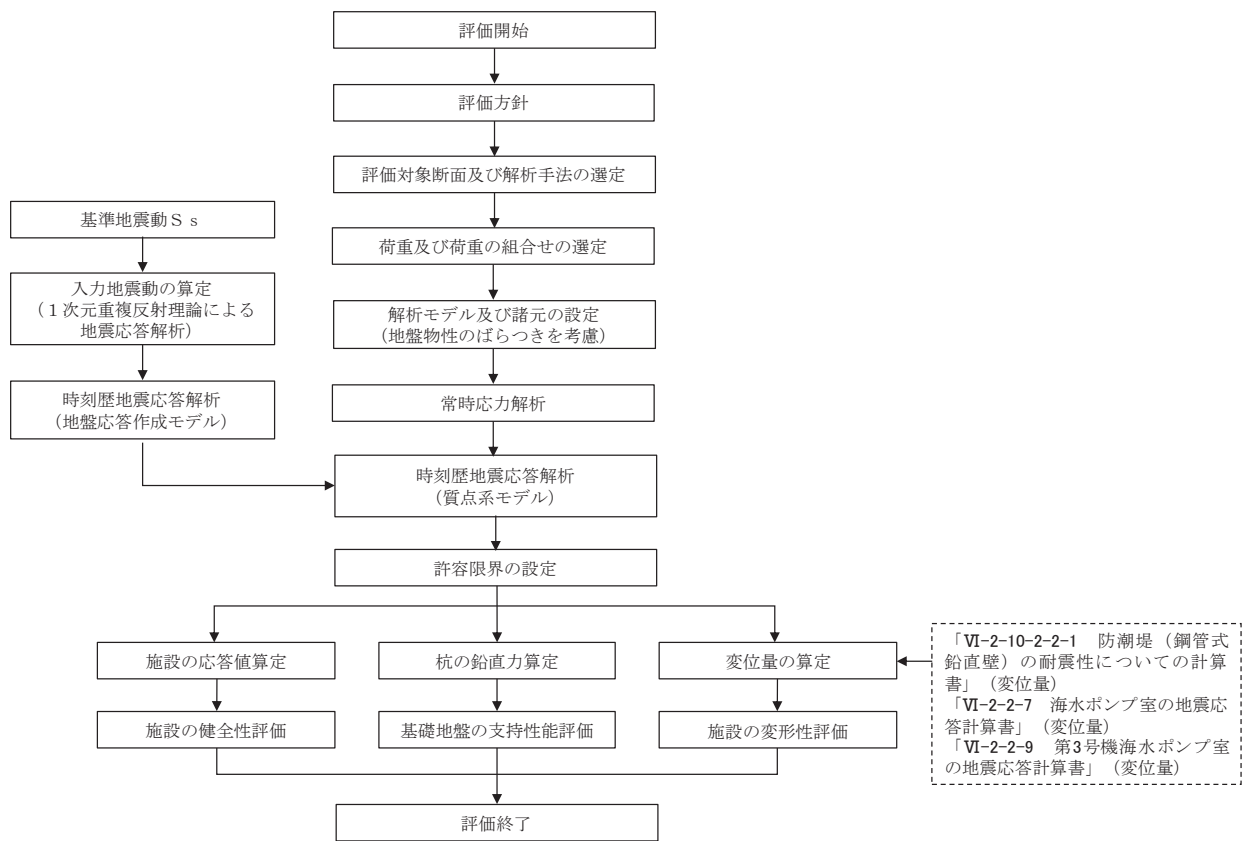 評価開始
評価方針
評価対象断面及び解析手法の選定
荷重及び荷重の組合せの選定
解析モデル及び諸元の設定
(地盤物性のばらつきを考慮)
常時応力解析
基準地震動Ss
入力地震動の算定
(1次元重複反射理論による
地震応答解析)
時刻歴地震応答解析
(地盤応答作成モデル)
時刻歴地震応答解析
(質点系モデル)
許容限界の設定
施設の応答値算定
杭の鉛直力算定
変位量の算定
施設の健全性評価
基礎地盤の支持性能評価
施設の変形性評価
「Ⅵ-2-10-2-2-1 防潮堤(鋼管式
鉛直壁)の耐震性についての計算
書」(変位量)
「Ⅵ-2-2-7 海水ポンプ室の地震応
答計算書」(変位量)
「Ⅵ-2-2-9 第3号機海水ポンプ室
の地震応答計算書」(変位量)
評価終了